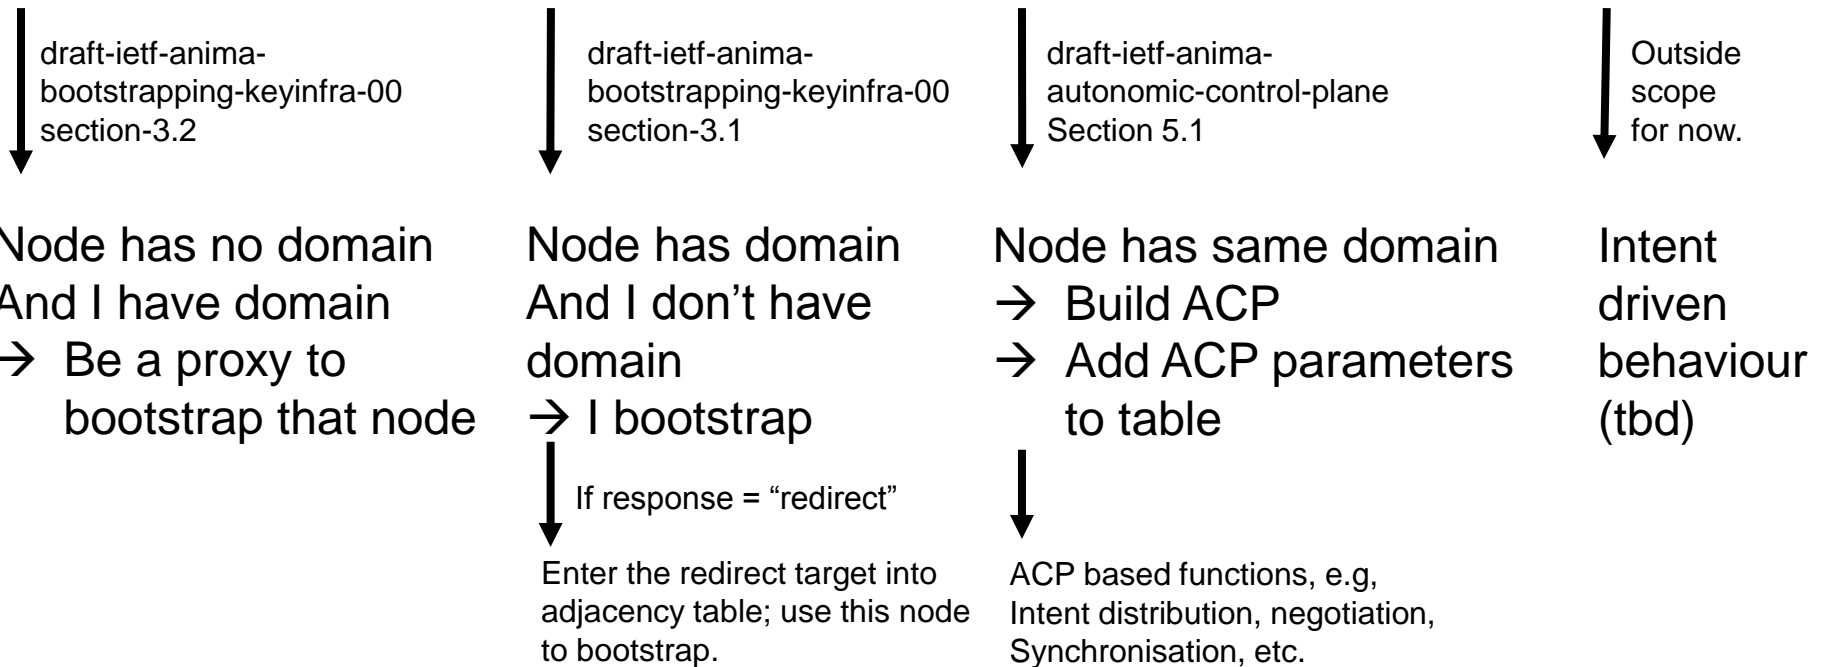 draft-ietf-anima-
bootstrapping-keyinfra-00
section-3.2
draft-ietf-anima-
bootstrapping-keyinfra-00
section-3.1
draft-ietf-anima-
autonomic-control-plane
Section 5.1
Outside
scope
for now.
Node has no domain
And I have domain
→ Be a proxy to
bootstrap that node
Node has domain
And I don’t have
domain
→ I bootstrap
If response = “redirect”
Enter the redirect target into
adjacency table; use this node
to bootstrap.
Node has same domain
→ Build ACP
→ Add ACP parameters
to table
ACP based functions, e.g,
Intent distribution, negotiation,
Synchronisation, etc.
Intent
driven
behaviour
(tbd)